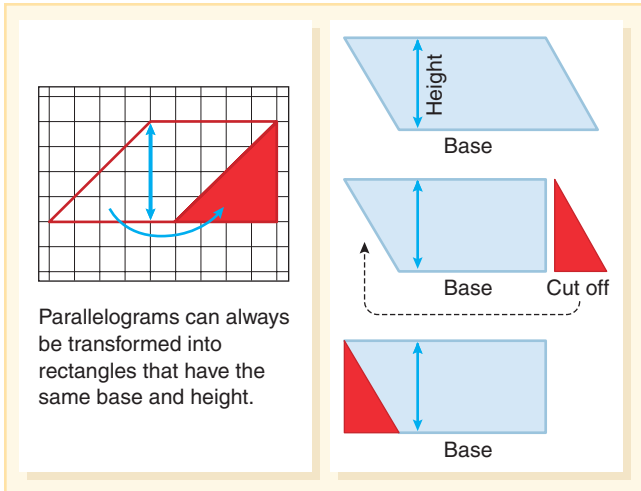 Parallelograms can always
be transformed into
rectangles that have the
same base and height.
Height
Base
Base
Cut off
Base